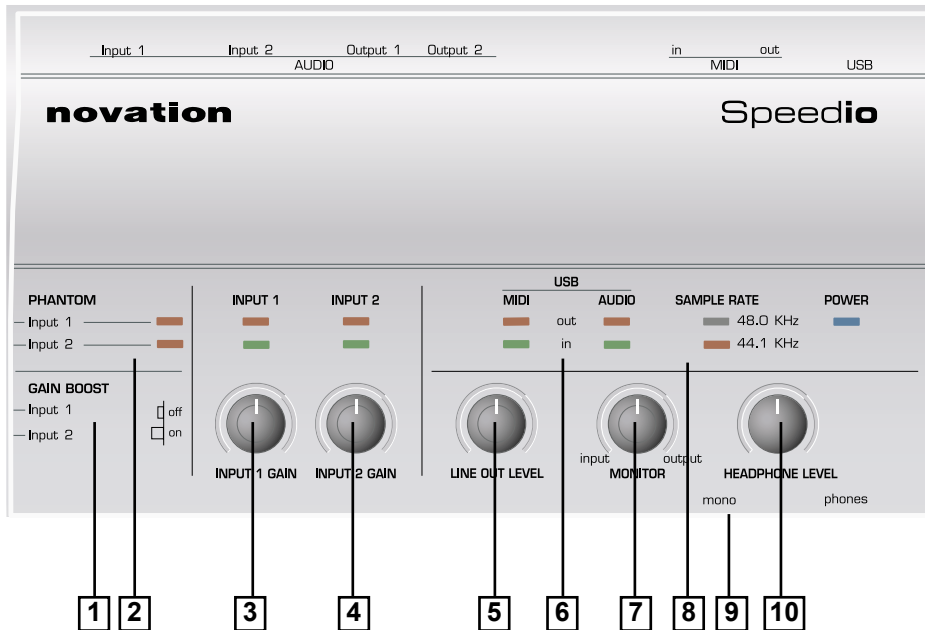 Input 1 Input 2 Output 1 Output 2 in out
AUDIO MIDI USB
novation Speedio
USB
PHANTOM INPUT 1 INPUT 2 MIDI AUDIO SAMPLE RATE POWER
Input 1 out 48.0 KHz
Input 2 in 44.1 KHz
GAIN BOOST
Input 1 off
Input 2 on
input output
INPUT 1 GAIN INPUT 2 GAIN LINE OUT LEVEL MONITOR HEADPHONE LEVEL
mono phones
1 2 3 4 5 6 7 8 9 10